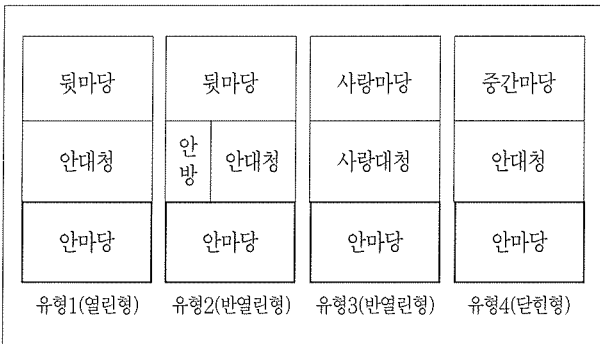 뒷마당 뒷마당 사랑마당 중간마당
안대청 안방 안대청 사랑대청 안대청
안마당 안마당 안마당 안마당
유형1(열린형) 유형2(반열린형) 유형3(반열린형) 유형4(닫힌형)